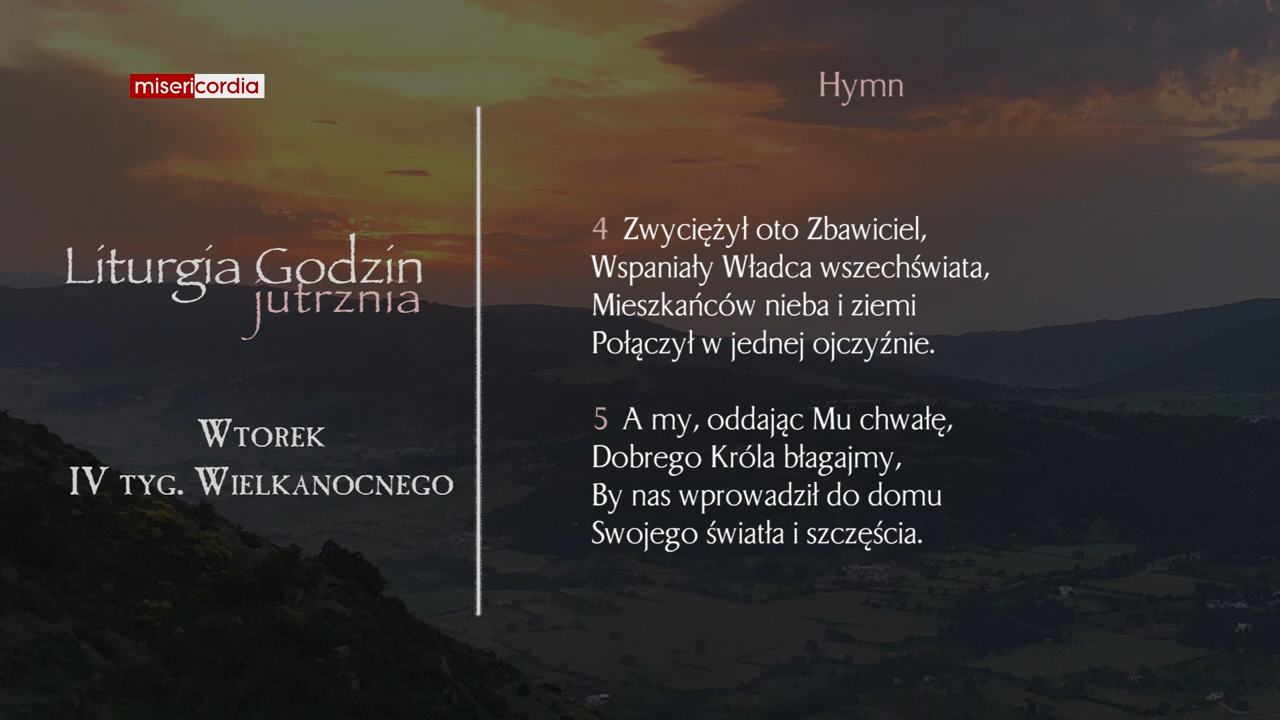 misericordia
Liturgia Godzin
jutrznia
Wtorek
IV tyg. Wielkanocnego
Hymn
4 Zwyciężył oto Zbawiciel,
Wspaniały Władca wszechświata,
Mieszkańców nieba i ziemi
Połączył w jednej ojczyźnie.
5 A my, oddając Mu chwałę,
Dobrego Króla błagajmy,
By nas wprowadził do domu
Swojego światła i szczęścia.